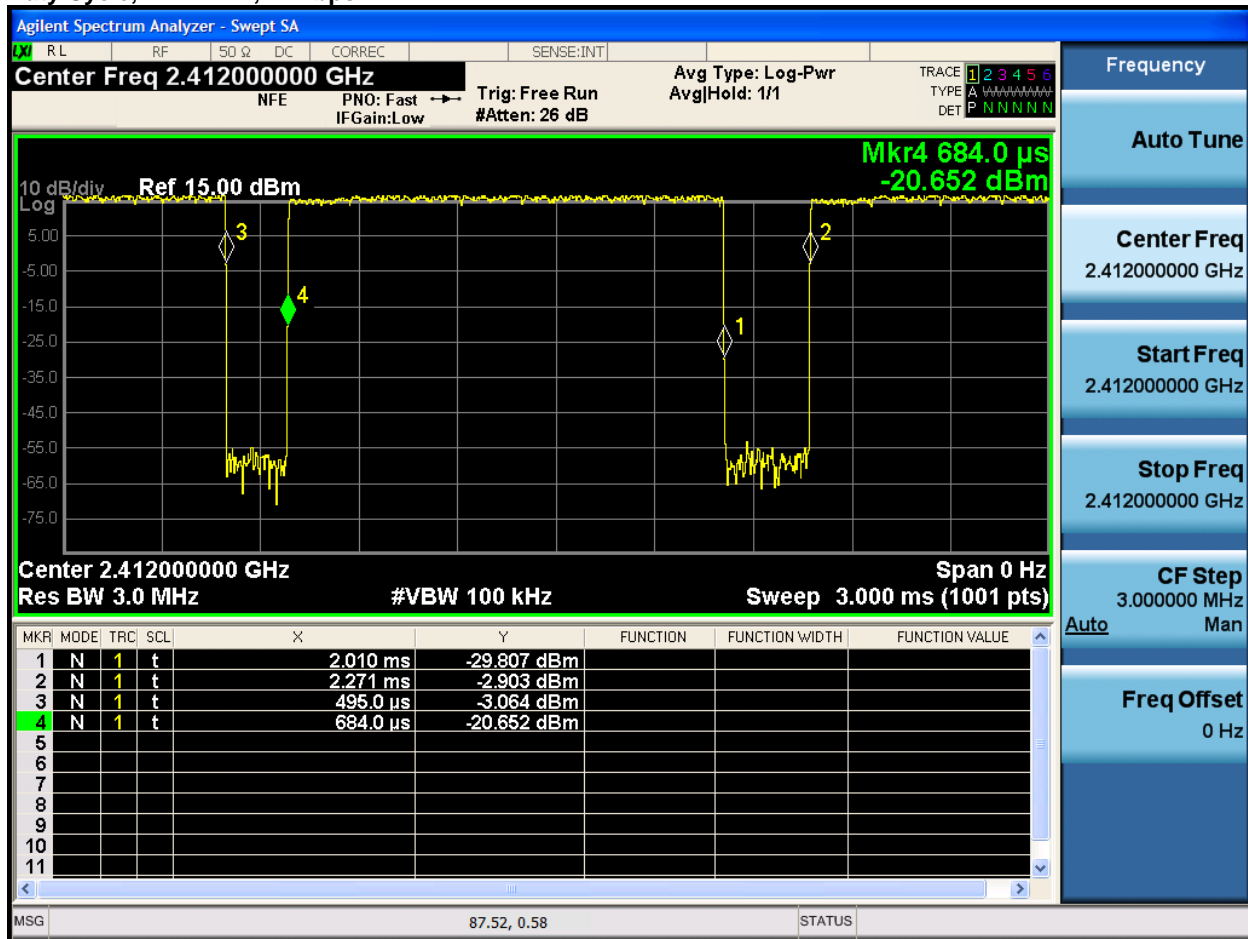 Agilent Spectrum Analyzer - Swept SA
LXI RL RF 50 Ω DC CORREC SENSE:INT
Center Freq 2.412000000 GHz
NFE
PNO: Fast
IFGain:Low
Trig: Free Run
#Atten: 26 dB
Avg Type: Log-Pwr
Avg|Hold: 1/1
TRACE 1 2 3 4 5 6
TYPE A WWWWWW
DET P N N N N N
Mkr4 684.0 µs
-20.652 dBm
10 dB/div Ref 15.00 dBm
Log
5.00
-5.00
-15.0
-25.0
-35.0
-45.0
-55.0
-65.0
-75.0
3
2
4
1
Center 2.412000000 GHz Span 0 Hz
Res BW 3.0 MHz #VBW 100 kHz Sweep 3.000 ms (1001 pts)
MKR MODE TRC SCL X Y FUNCTION FUNCTION WIDTH FUNCTION VALUE
1 N 1 t 2.010 ms -29.807 dBm
2 N 1 t 2.271 ms -2.903 dBm
3 N 1 t 495.0 µs -3.064 dBm
4 N 1 t 684.0 µs -20.652 dBm
5
6
7
8
9
10
11
MSG 87.52, 0.58 STATUS
Frequency
Auto Tune
Center Freq
2.412000000 GHz
Start Freq
2.412000000 GHz
Stop Freq
2.412000000 GHz
CF Step
3.000000 MHz
Auto Man
Freq Offset
0 Hz